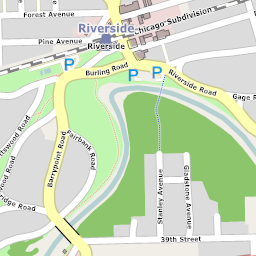 Forest Avenue
Riverside
Chicago Subdivision
Pine Avenue
Riverside
P
P
P
Burling Road
Riverside Road
Gage R
Fairbank Road
Barrypoint Road
Stanley Avenue
Gladstone Avenue
39th Street